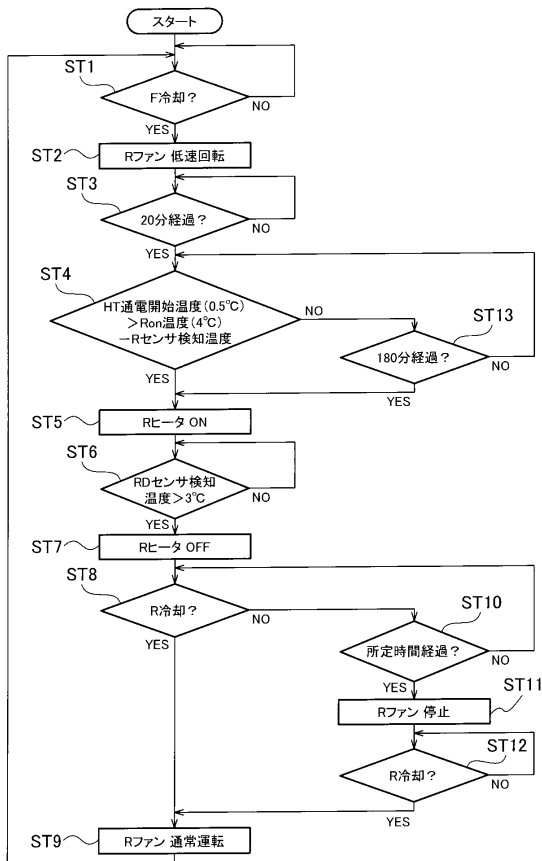 スタート
ST1
F冷却?
NO
YES
ST2
Rファン 低速回転
ST3
20分経過?
NO
YES
ST4
HT通電開始温度(0.5℃)
>Ron温度(4℃)
−Rセンサ検知温度
NO
YES
ST13
180分経過?
NO
YES
ST5
Rヒータ ON
ST6
RDセンサ検知
温度>3℃
NO
YES
ST7
Rヒータ OFF
ST8
R冷却?
NO
YES
ST10
所定時間経過?
NO
YES
ST11
Rファン 停止
ST12
R冷却?
NO
YES
ST9
Rファン 通常運転